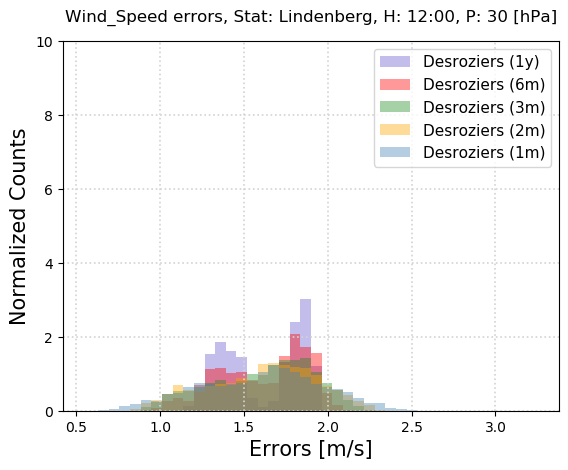 Wind_Speed errors, Stat: Lindenberg, H: 12:00, P: 30 [hPa]
Desroziers (1y)
Desroziers (6m)
Desroziers (3m)
Desroziers (2m)
Desroziers (1m)
Normalized Counts
10
8
6
4
2
0
0.5 1.0 1.5 2.0 2.5 3.0
Errors [m/s]